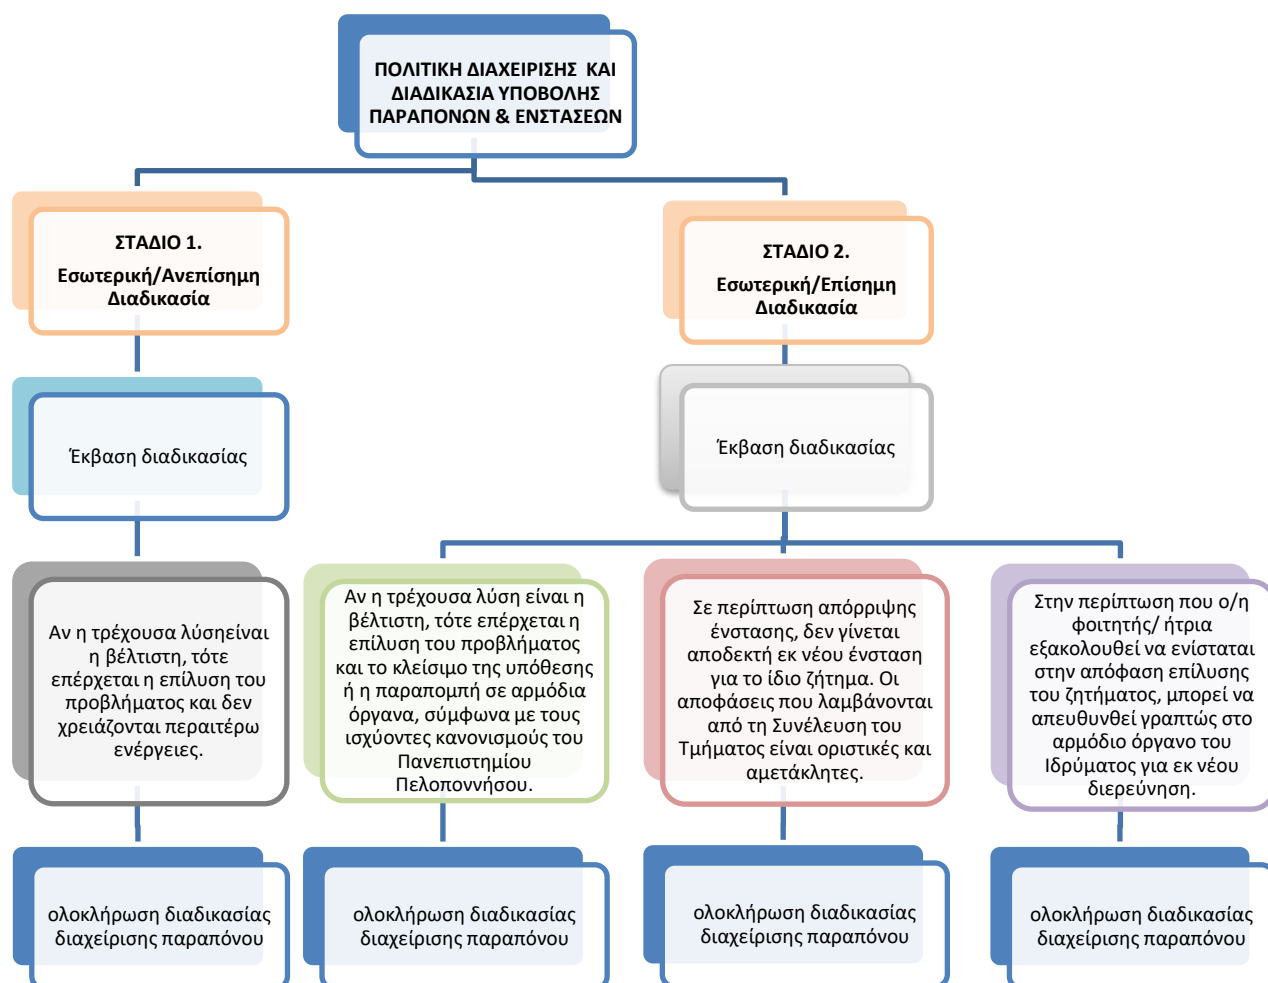 ΠΟΛΙΤΙΚΗ ΔΙΑΧΕΙΡΙΣΗΣ ΚΑΙ
ΔΙΑΔΙΚΑΣΙΑ ΥΠΟΒΟΛΗΣ
ΠΑΡΑΠΟΝΩΝ & ΕΝΣΤΑΣΕΩΝ
ΣΤΑΔΙΟ 1.
Εσωτερική/Ανεπίσημη
Διαδικασία
ΣΤΑΔΙΟ 2.
Εσωτερική/Επίσημη
Διαδικασία
Έκβαση διαδικασίας
Έκβαση διαδικασίας
Αν η τρέχουσα λύσηείναι
η βέλτιστη, τότε
επέρχεται η επίλυση του
προβλήματος και δεν
χρειάζονται περαιτέρω
ενέργειες.
Αν η τρέχουσα λύση είναι η
βέλτιστη, τότε επέρχεται η
επίλυση του προβλήματος
και το κλείσιμο της υπόθεσης
ή η παραπομπή σε αρμόδια
όργανα, σύμφωνα με τους
ισχύοντες κανονισμούς του
Πανεπιστημίου
Πελοποννήσου.
Σε περίπτωση απόρριψης
ένστασης, δεν γίνεται
αποδεκτή εκ νέου ένσταση
για το ίδιο ζήτημα. Οι
αποφάσεις που λαμβάνονται
από τη Συνέλευση του
Τμήματος είναι οριστικές και
αμετάκλητες.
Στην περίπτωση που ο/η
φοιτητής/ ήτρια
εξακολουθεί να ενίσταται
στην απόφαση επίλυσης
του ζητήματος, μπορεί να
απευθυνθεί γραπτώς στο
αρμόδιο όργανο του
Ιδρύματος για εκ νέου
διερεύνηση.
ολοκλήρωση διαδικασίας
διαχείρισης παραπόνου
ολοκλήρωση διαδικασίας
διαχείρισης παραπόνου
ολοκλήρωση διαδικασίας
διαχείρισης παραπόνου
ολοκλήρωση διαδικασίας
διαχείρισης παραπόνου